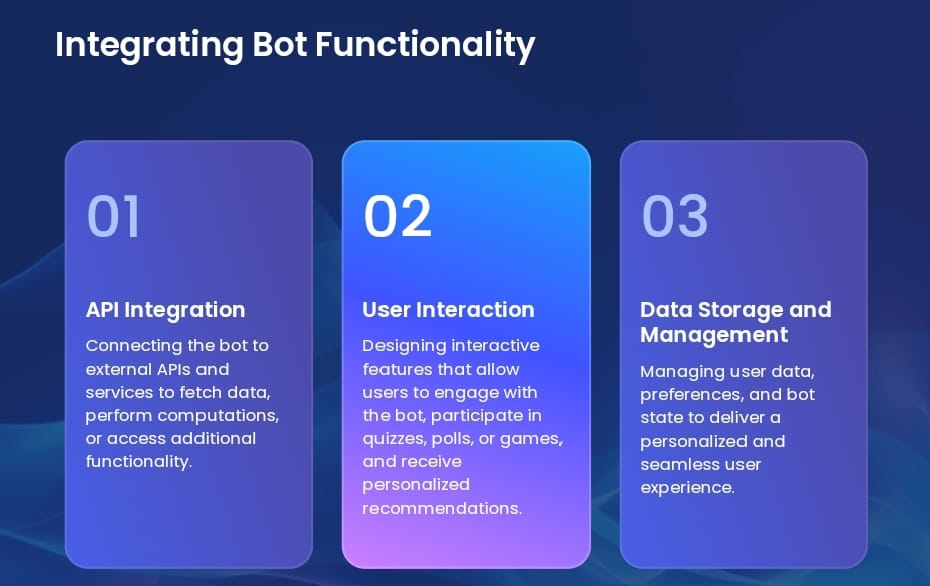 Integrating Bot Functionality
01
API Integration
Connecting the bot to
external APIs and
services to fetch data,
perform computations,
or access additional
functionality.
02
User Interaction
Designing interactive
features that allow
users to engage with
the bot, participate in
quizzes, polls, or games,
and receive
personalized
recommendations.
03
Data Storage and
Management
Managing user data,
preferences, and bot
state to deliver a
personalized and
seamless user
experience.